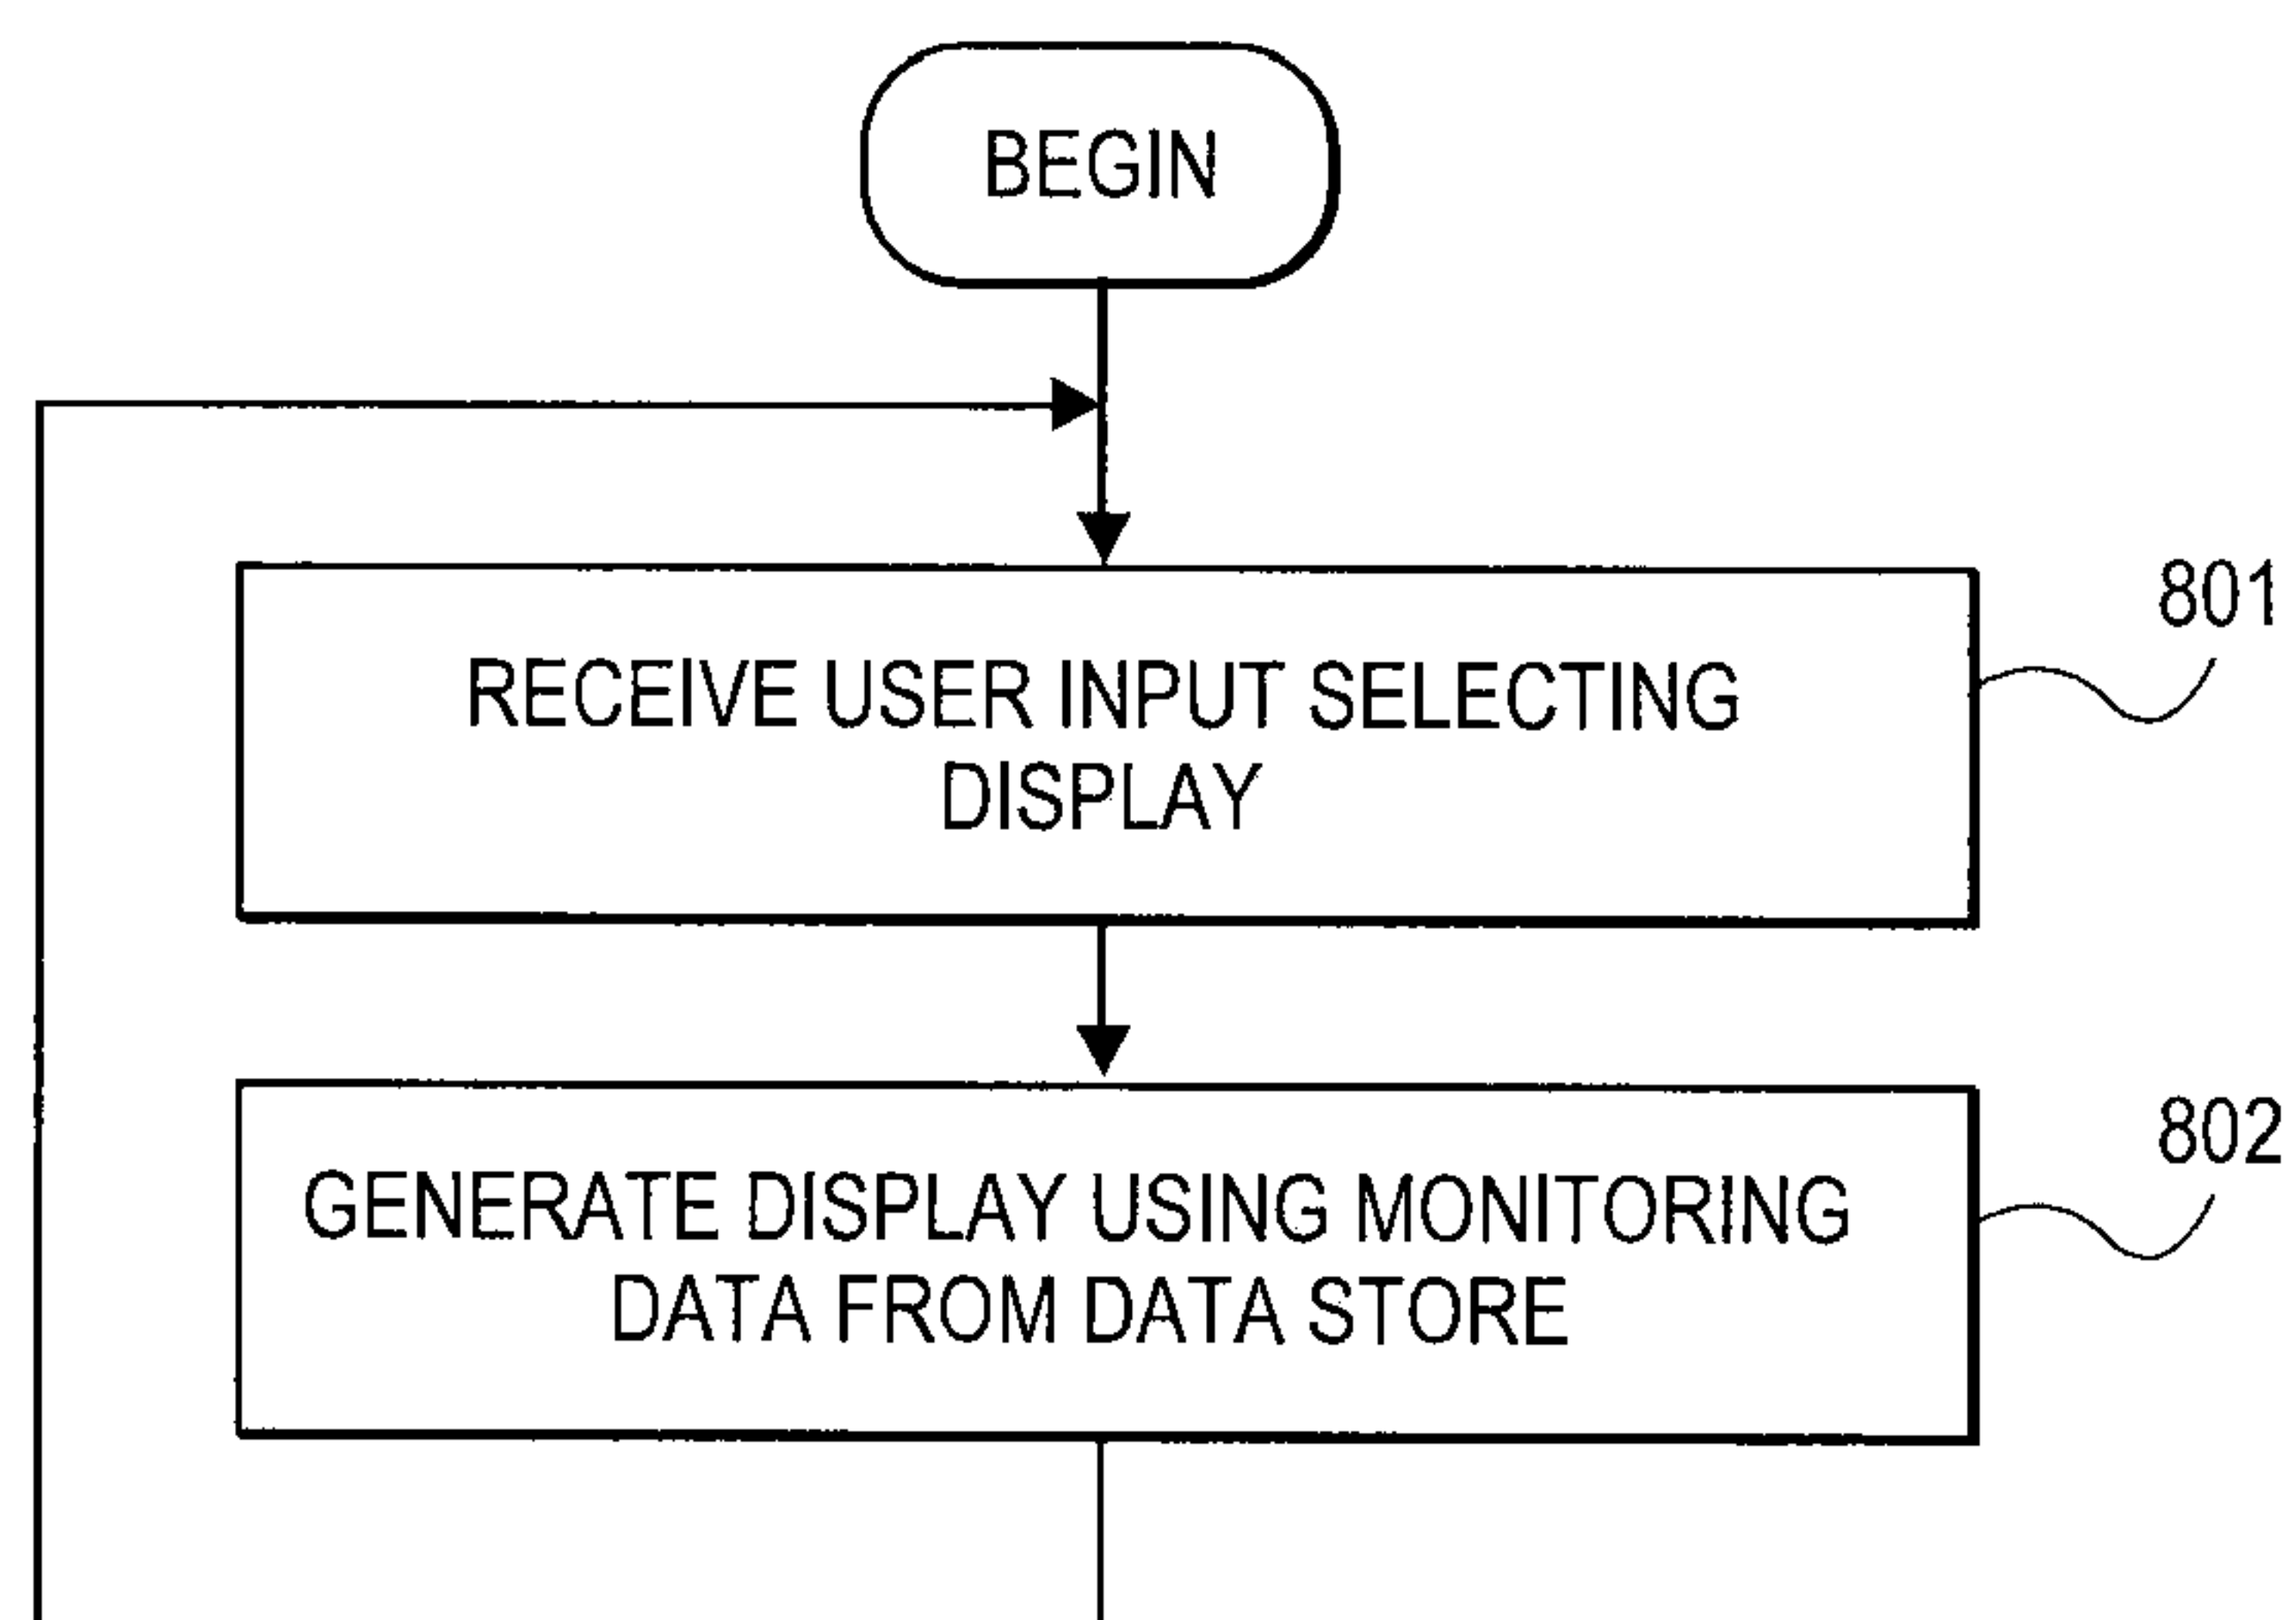 BEGIN
801
RECEIVE USER INPUT SELECTING
DISPLAY
802
GENERATE DISPLAY USING MONITORING
DATA FROM DATA STORE